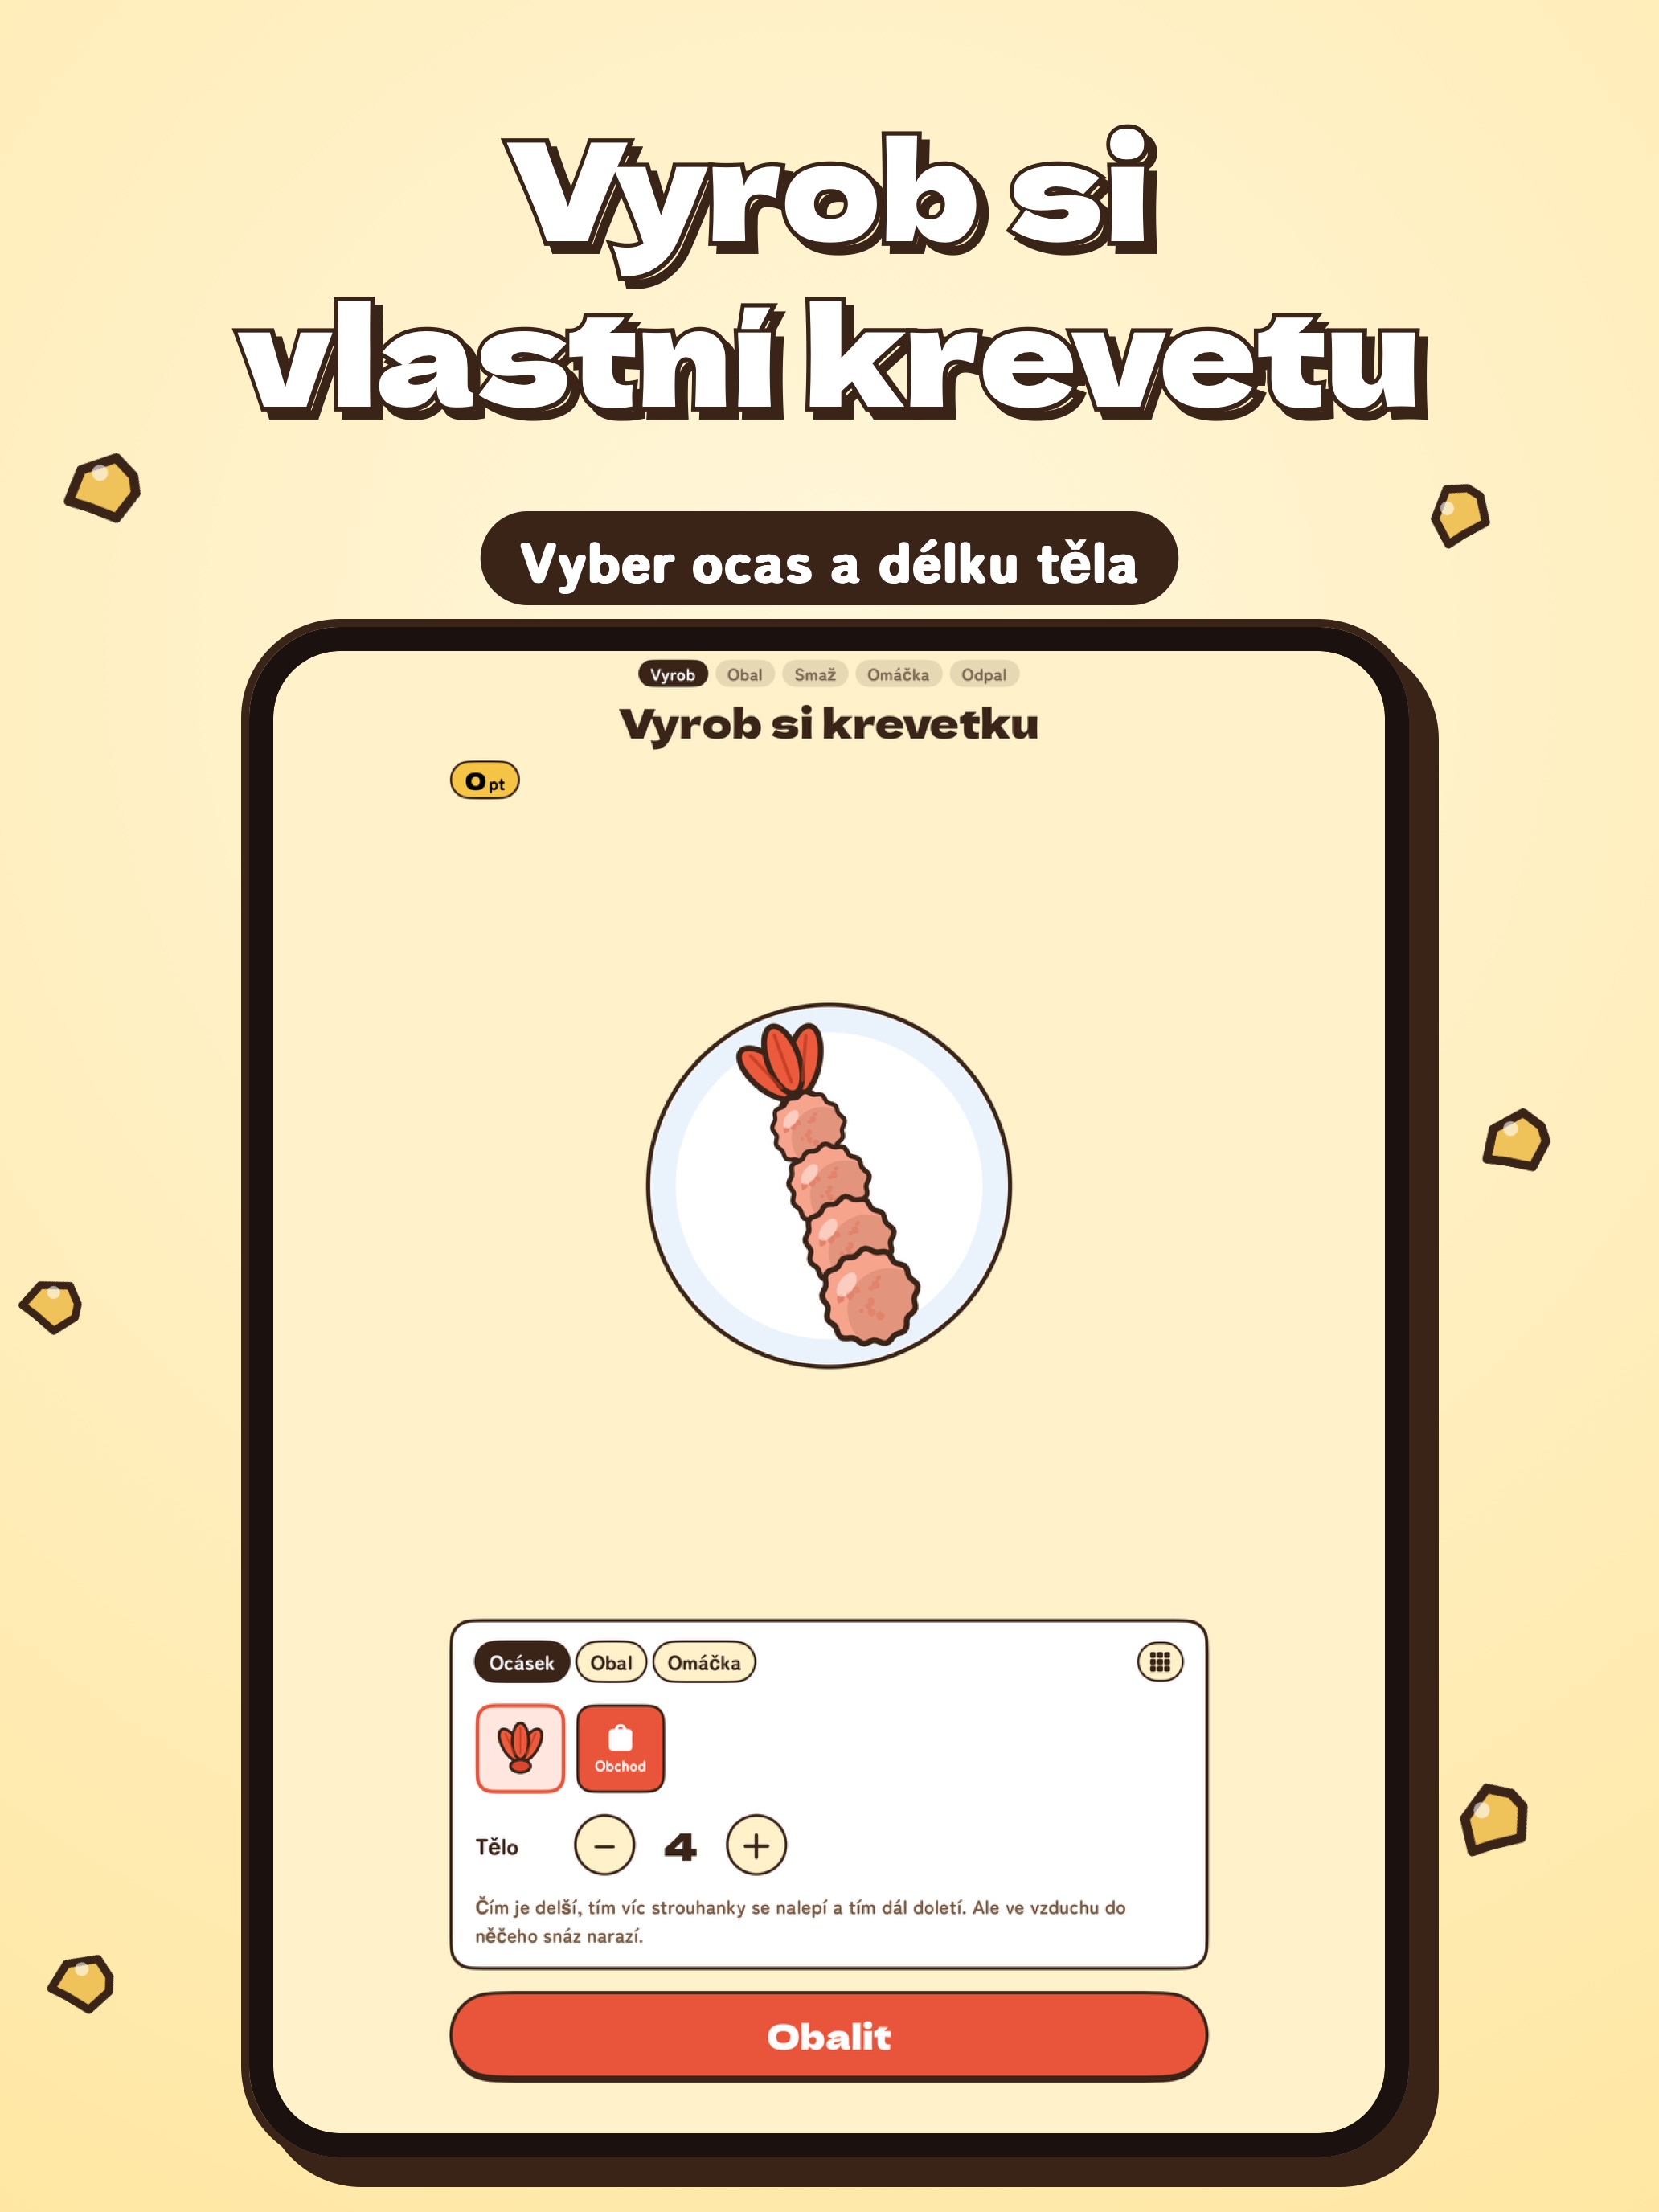 Vyrob si
vlastní krevetu
Vyber ocas a délku těla
Vyrob Obal Smaž Omáčka Odpal
Vyrob si krevetku
0 pt
Ocásek Obal Omáčka
Obchod
Tělo − 4 +
Čím je delší, tím víc strouhanky se nalepí a tím dál doletí. Ale ve vzduchu do
něčeho snáz narazí.
Obalit